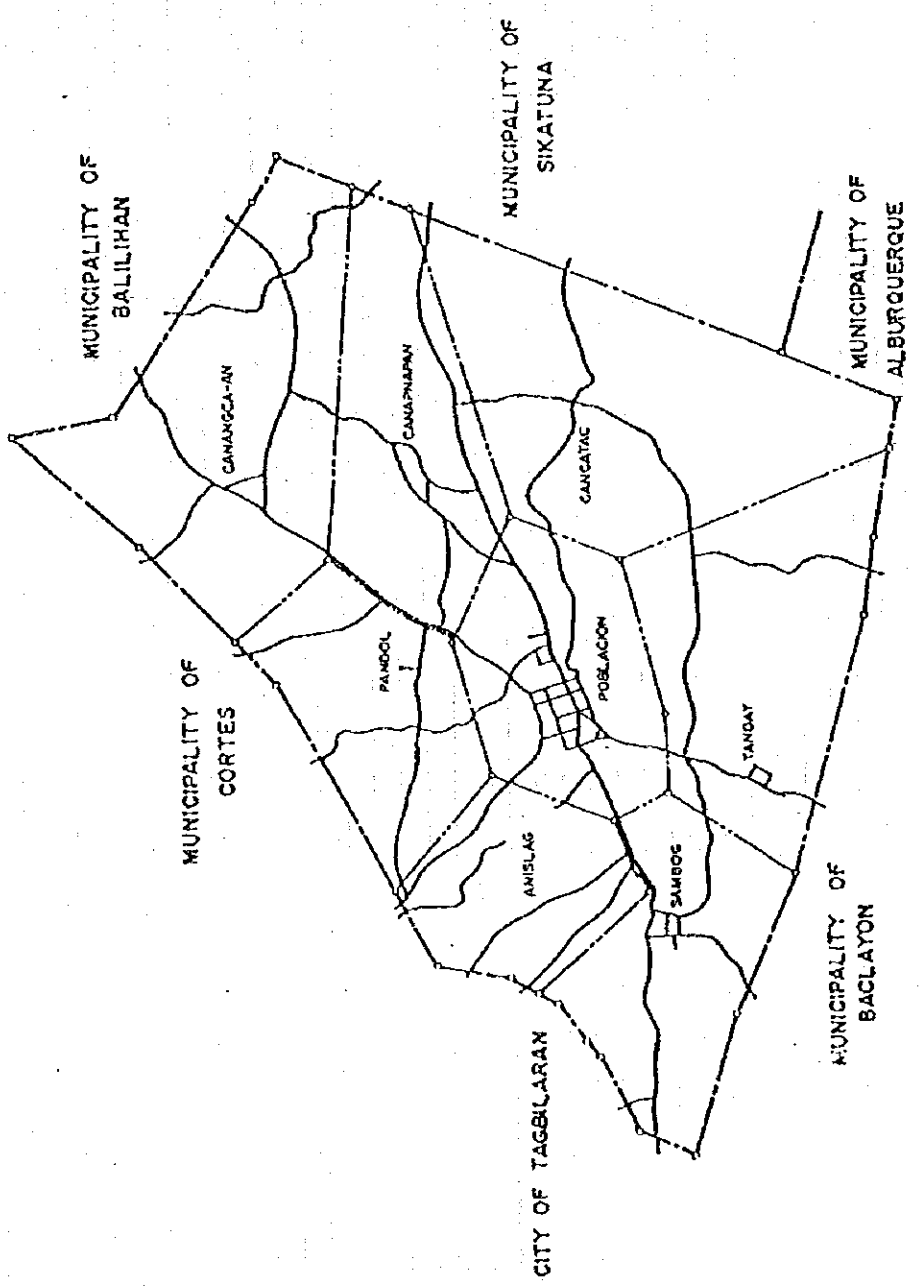 MUNICIPALITY OF
BALILIHAN
MUNICIPALITY OF
SIKATUNA
MUNICIPALITY OF
CORTES
CANANGCA-AN
CANAPNAPAN
PANDOL
CANCATAC
MUNICIPALITY OF
ALBURQUERQUE
POBLACION
ANISLAG
TANDAY
SAMBOG
CITY OF TAGBILARAN
MUNICIPALITY OF
BACLAYON